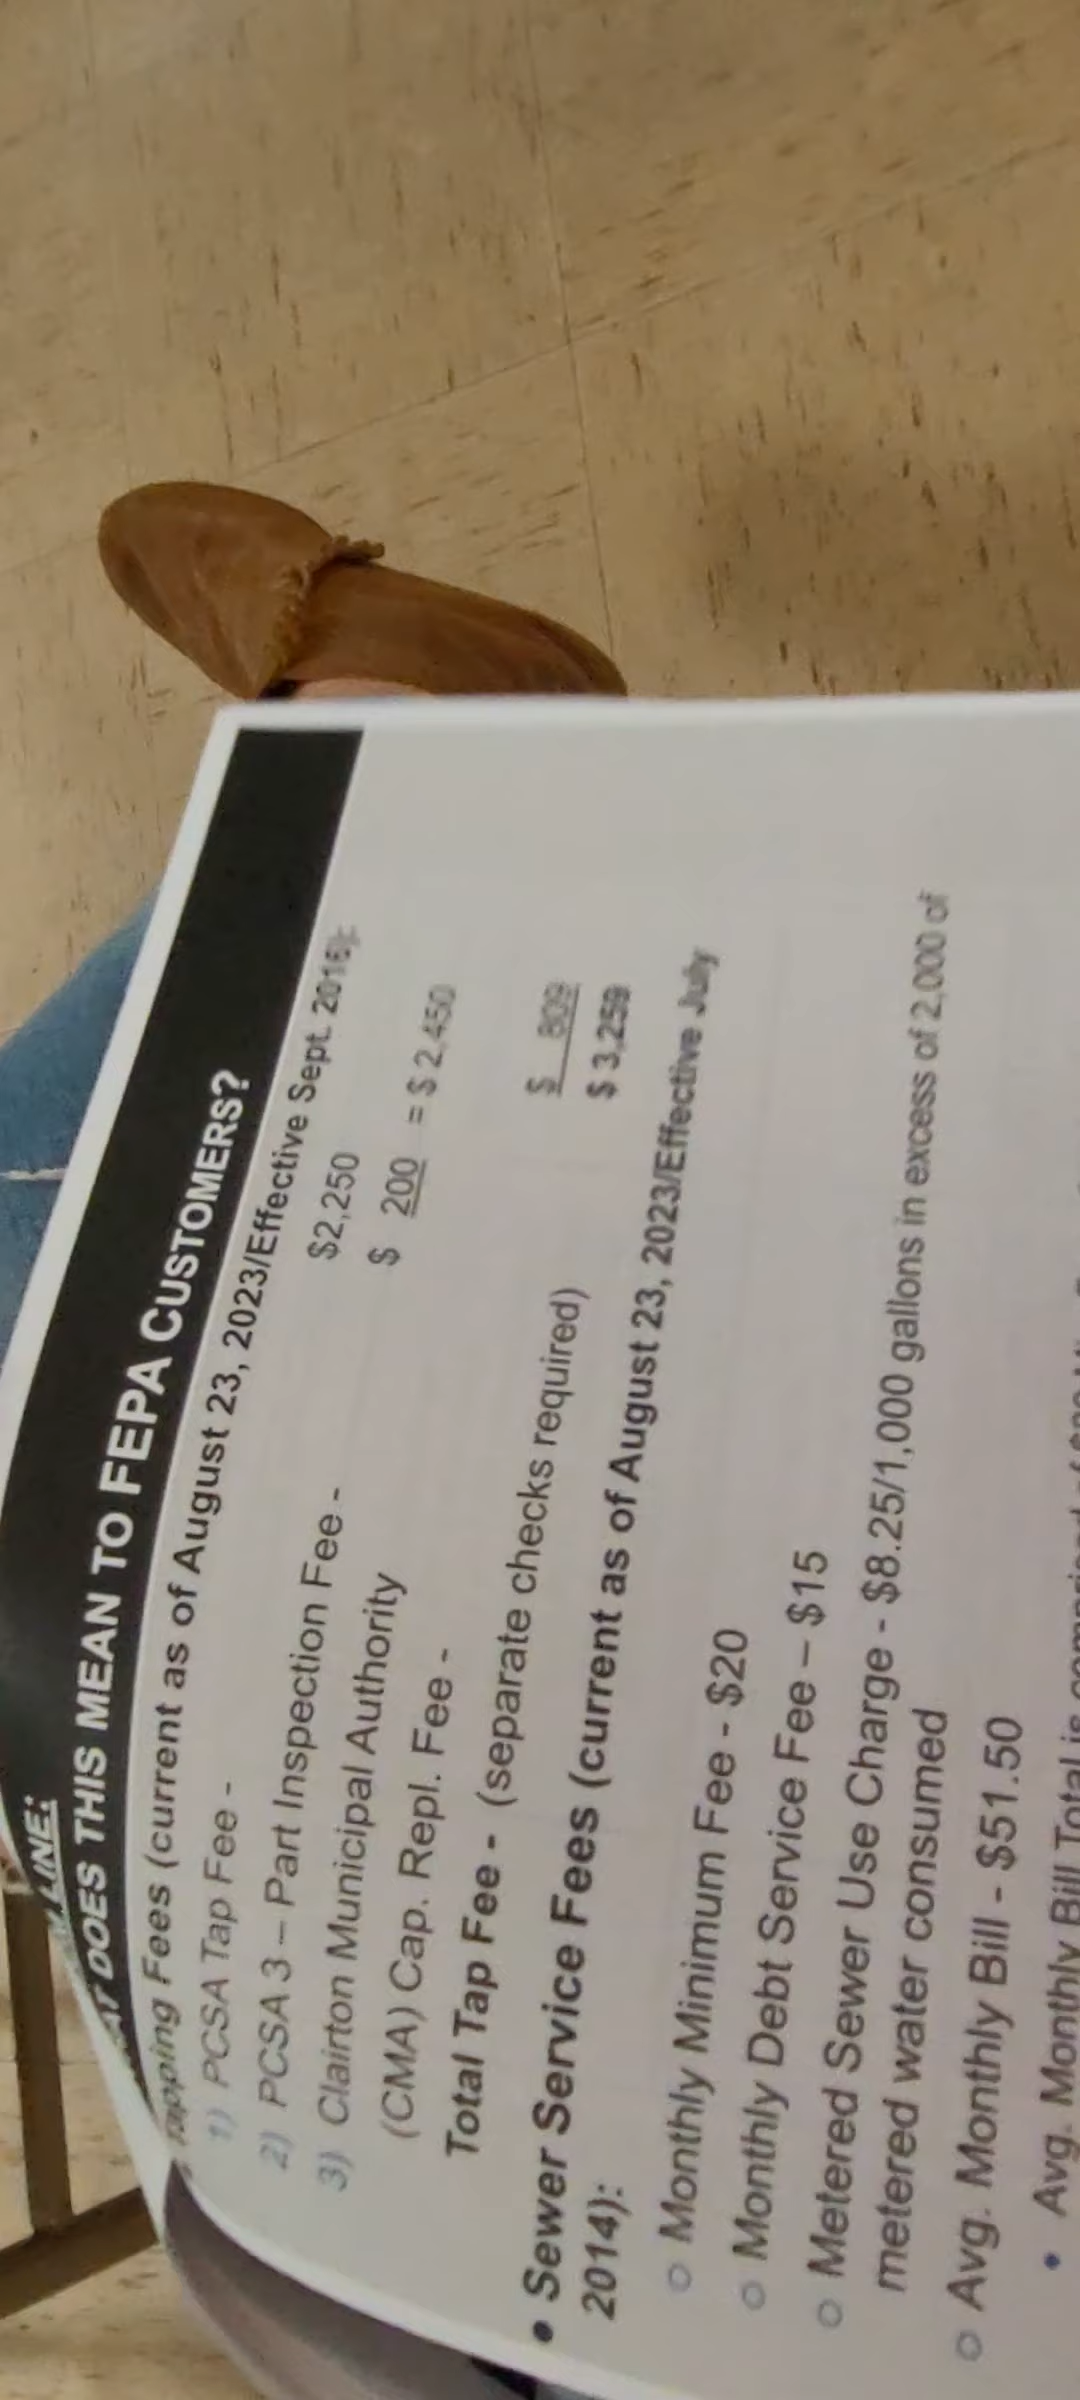 LINE:
DOES THIS MEAN TO FEPA CUSTOMERS?
Tapping Fees (current as of August 23, 2023/Effective Sept. 2016):
1) PCSA Tap Fee - $2,250
2) PCSA 3 – Part Inspection Fee - $ 200 = $ 2,450
3) Clairton Municipal Authority
(CMA) Cap. Repl. Fee - $ 809
Total Tap Fee - (separate checks required) $ 3,259
• Sewer Service Fees (current as of August 23, 2023/Effective July
2014):
o Monthly Minimum Fee - $20
o Monthly Debt Service Fee – $15
o Metered Sewer Use Charge - $8.25/1,000 gallons in excess of 2,000 of
metered water consumed
o Avg. Monthly Bill - $51.50
• Avg. Monthly Bill Total is